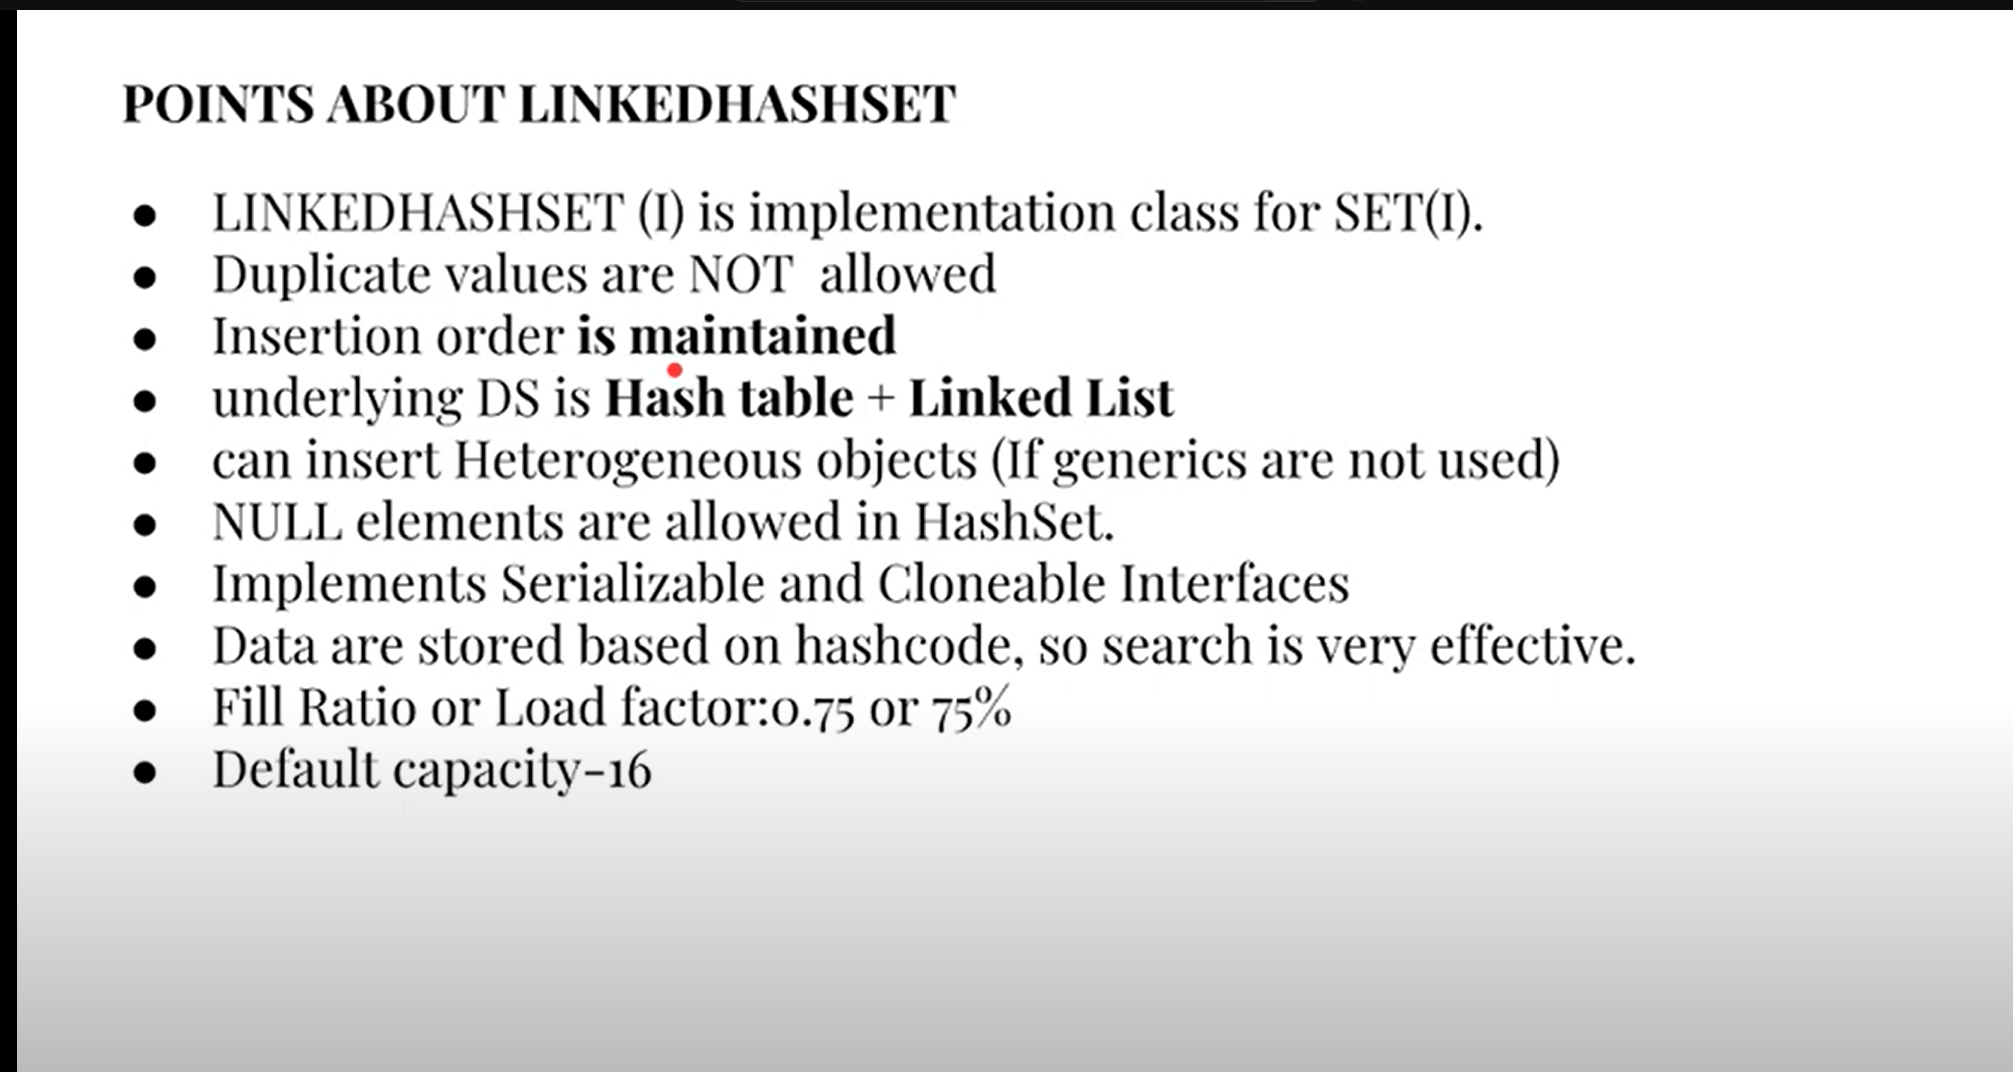 POINTS ABOUT LINKEDHASHSET
● LINKEDHASHSET (I) is implementation class for SET(I).
● Duplicate values are NOT allowed
● Insertion order is maintained
● underlying DS is Hash table + Linked List
● can insert Heterogeneous objects (If generics are not used)
● NULL elements are allowed in HashSet.
● Implements Serializable and Cloneable Interfaces
● Data are stored based on hashcode, so search is very effective.
● Fill Ratio or Load factor:0.75 or 75%
● Default capacity-16